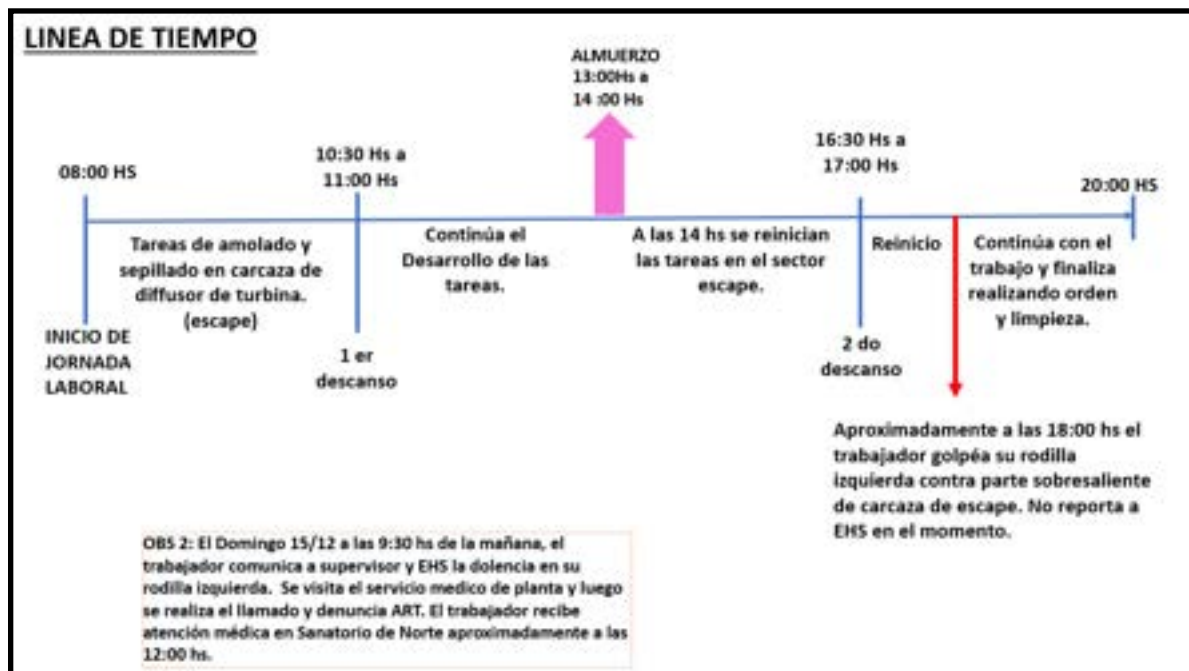 LINEA DE TIEMPO
ALMUERZO
13:00Hs a
14 :00 Hs
08:00 HS
10:30 Hs a
11:00 Hs
16:30 Hs a
17:00 Hs
20:00 HS
Tareas de amolado y
sepillado en carcaza de
diffusor de turbina.
(escape)
Continúa el
Desarrollo de las
tareas.
A las 14 hs se reinician
las tareas en el sector
escape.
Reinicio
Continúa con el
trabajo y finaliza
realizando orden
y limpieza.
INICIO DE
JORNADA
LABORAL
1 er
descanso
2 do
descanso
Aproximadamente a las 18:00 hs el
trabajador golpéa su rodilla
izquierda contra parte sobresaliente
de carcaza de escape. No reporta a
EHS en el momento.
OBS 2: El Domingo 15/12 a las 9:30 hs de la mañana, el
trabajador comunica a supervisor y EHS la dolencia en su
rodilla izquierda. Se visita el servicio medico de planta y luego
se realiza el llamado y denuncia ART. El trabajador recibe
atención médica en Sanatorio de Norte aproximadamente a las
12:00 hs.